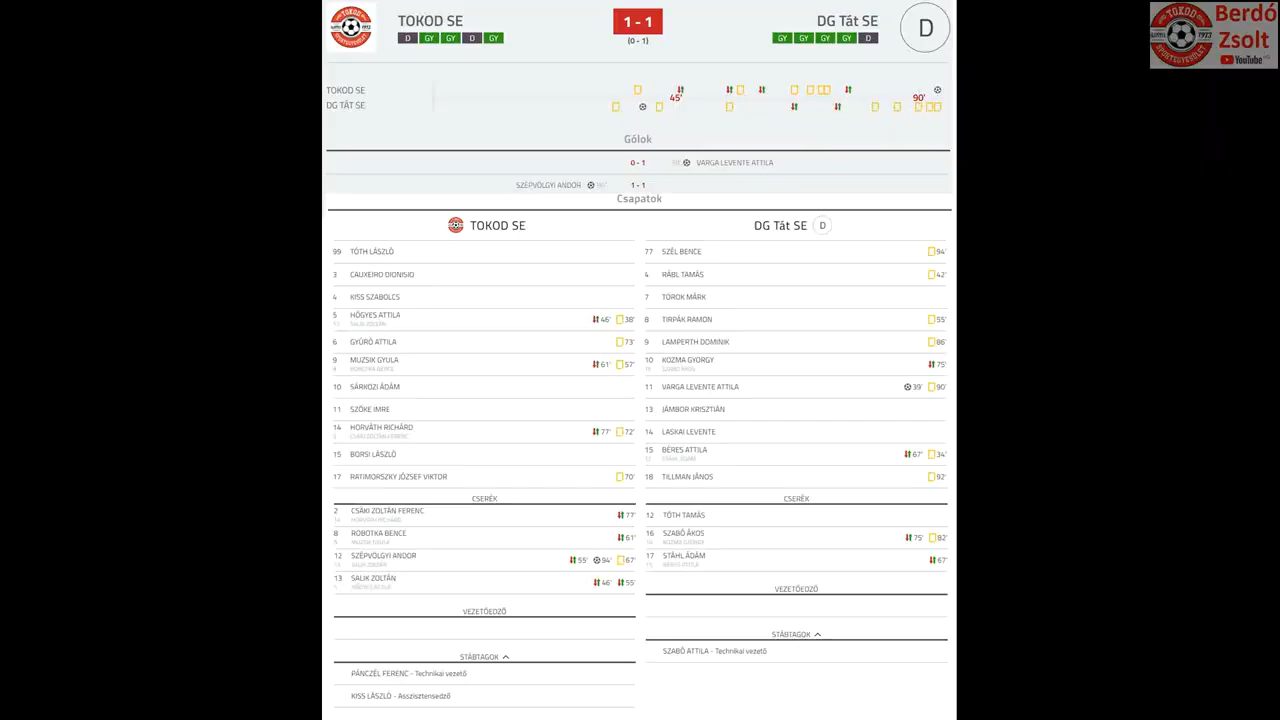 TOKOD SE
1 - 1
(0 - 1)
DG Tát SE
D
D GY GY D GY
GY GY GY GY D
Berdó
Zsolt
YouTube
TOKOD SE
DG TÁT SE
45'
90'
Gólok
0 - 1 VARGA LEVENTE ATTILA
SZÉPVÖLGYI ANDOR 1 - 1
Csapatok
TOKOD SE
99 TÓTH LÁSZLÓ
3 CAUXEIRO DIONISIO
4 KISS SZABOLCS
5 HŐGYES ATTILA 46' 38'
6 GYÜRÖ ATTILA 73'
9 MUZSIK GYULA 61' 57'
10 SÁRKÖZI ÁDÁM
11 SZŐKE IMRE
14 HORVÁTH RICHÁRD 77' 72'
15 BORSI LÁSZLÓ
17 RATIMORSZKY JÓZSEF VIKTOR 70'
CSERÉK
2 CSÁKI ZOLTÁN FERENC 77'
8 ROBOTKA BENCE 61'
12 SZÉPVÖLGYI ANDOR 55' 94' 67'
13 SALIK ZOLTÁN 46' 55'
VEZETŐEDZŐ
STÁBTAGOK
PÁNCZÉL FERENC - Technikai vezető
KISS LÁSZLÓ - Asszisztensedző
DG Tát SE D
77 SZÉL BENCE 94'
4 RÁBL TAMÁS 42'
7 TÖRÖK MÁRK
8 TIRPÁK RAMON 55'
9 LAMPERTH DOMINIK 86'
10 KOZMA GYÖRGY 75'
11 VARGA LEVENTE ATTILA 39' 90'
13 JÁMBOR KRISZTIÁN
14 LASKAI LEVENTE
15 BÉRES ATTILA 67' 34'
18 TILLMAN JÁNOS 92'
CSERÉK
12 TÓTH TAMÁS
16 SZABÓ ÁKOS 75' 82'
17 STÁHL ÁDÁM 67'
VEZETŐEDZŐ
STÁBTAGOK
SZABÓ ATTILA - Technikai vezető